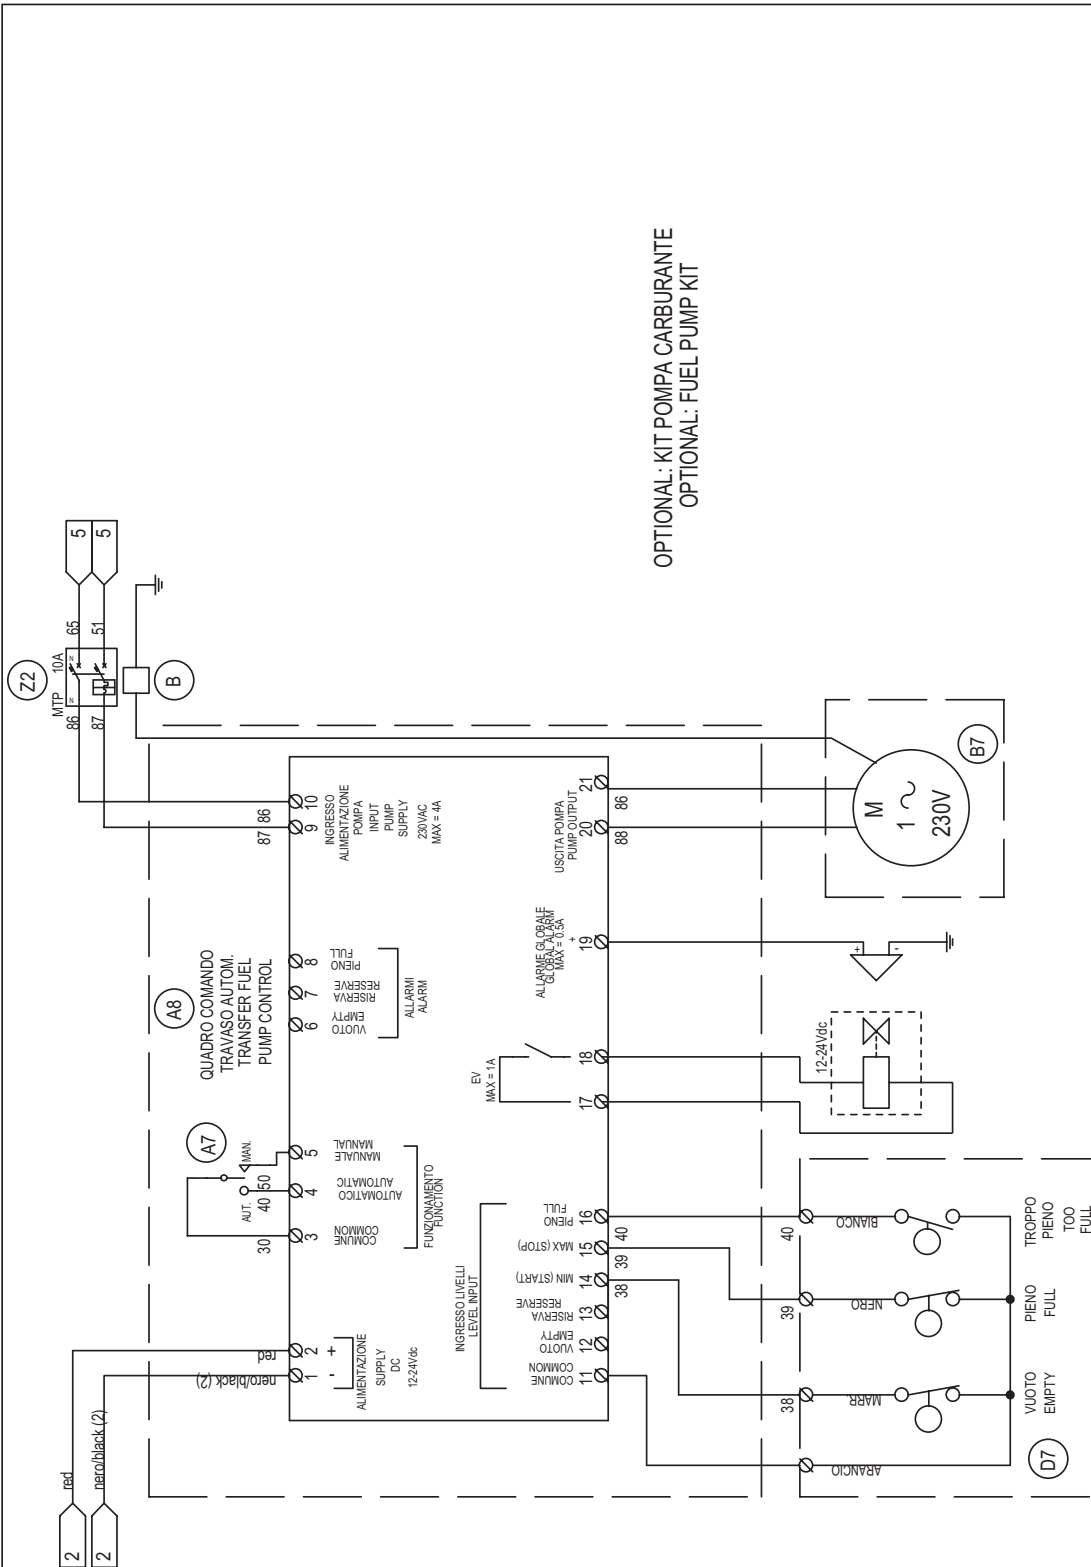 2
red
2
nero/black (2)
Z2
MTP 10A
N
N
86
65
87
51
5
5
B
A8
QUADRO COMANDO
TRAVASO AUTOM.
TRANSFER FUEL
PUMP CONTROL
A7
AUT.
MAN.
30
40
50
87
86
nero/black (2)
red
1
2
3
4
5
6
7
8
9
10
-
+
ALIMENTAZIONE
SUPPLY
DC
12-24Vdc
COMUNE
COMMON
AUTOMATICO
AUTOMATIC
MANUALE
MANUAL
FUNZIONAMENTO
FUNCTION
VUOTO
EMPTY
RISERVA
RESERVE
PIENO
FULL
ALLARMI
ALARM
INGRESSO
ALIMENTAZIONE
POMPA
INPUT
PUMP
SUPPLY
230VAC
MAX = 4A
INGRESSO LIVELLI
LEVEL INPUT
COMUNE
COMMON
VUOTO
EMPTY
RISERVA
RESERVE
MIN (START)
MAX (STOP)
PIENO
FULL
EV
MAX = 1A
ALLARME GLOBALE
GLOBAL ALARM
MAX = 0.5A
+
USCITA POMPA
PUMP OUTPUT
11
12
13
14
15
16
17
18
19
20
21
38
39
40
88
86
ARANCIO
38
MARR.
39
NERO
40
BIANCO
12-24Vdc
+
-
M
1
230V
B7
D7
VUOTO
EMPTY
PIENO
FULL
TROPPO
PIENO
TOO
FULL
OPTIONAL: KIT POMPA CARBURANTE
OPTIONAL: FUEL PUMP KIT